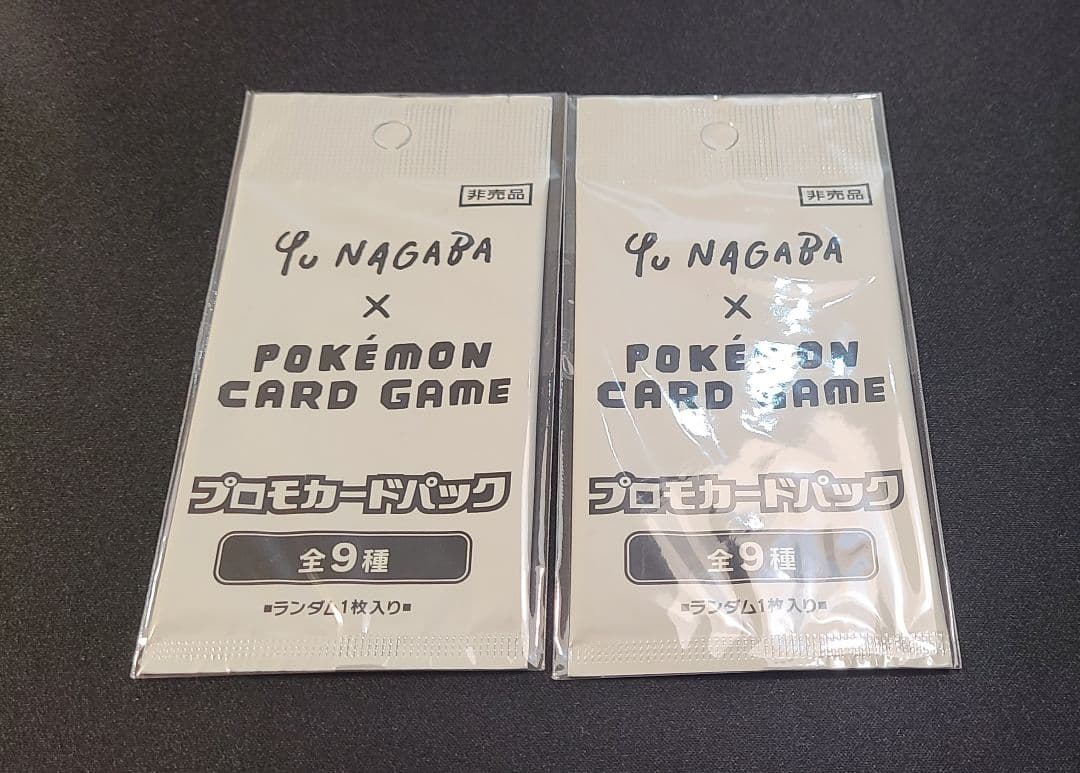 非売品
Yu NAGABA
×
POKÉMON
CARD GAME
プロモカードパック
全9種
■ランダム1枚入り■
非売品
Yu NAGABA
×
POKÉMON
CARD GAME
プロモカードパック
全9種
■ランダム1枚入り■